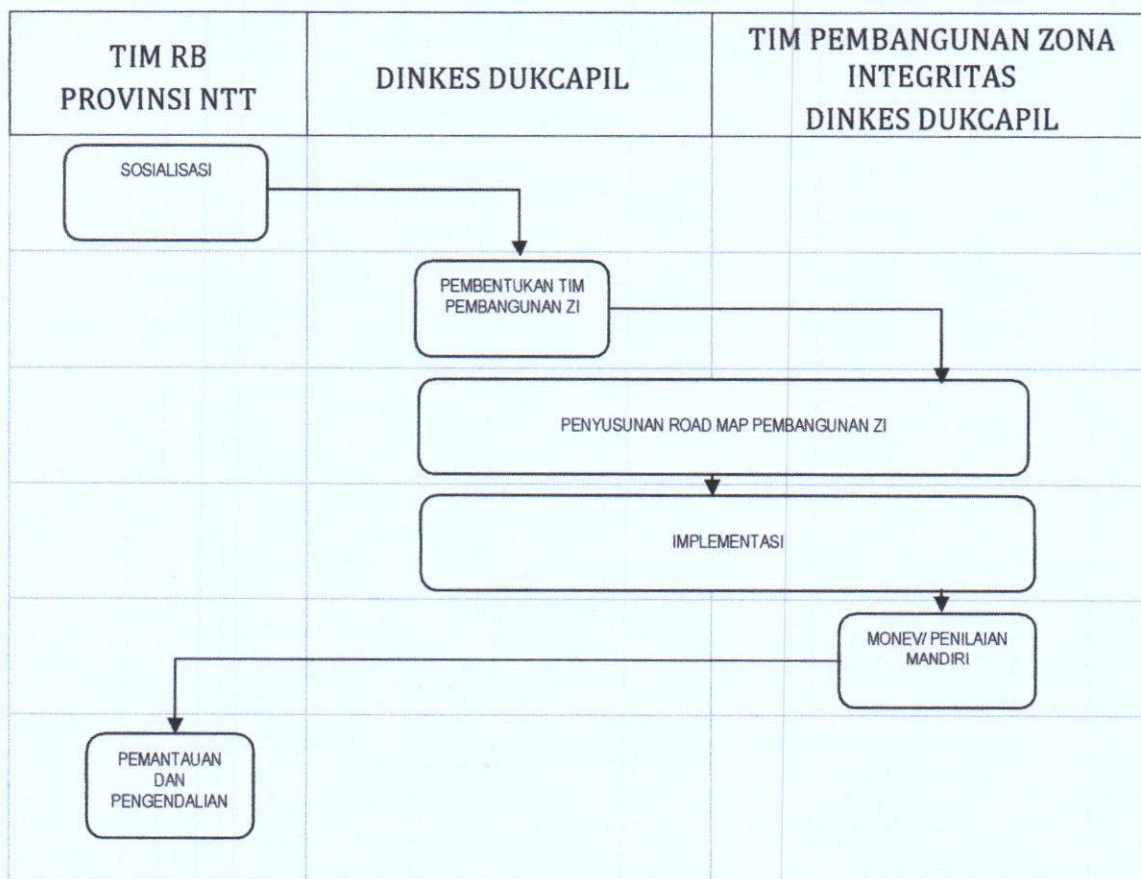 TIM RB
PROVINSI NTT
DINKES DUKCAPIL
TIM PEMBANGUNAN ZONA
INTEGRITAS
DINKES DUKCAPIL
SOSIALISASI
PEMBENTUKAN TIM
PEMBANGUNAN ZI
PENYUSUNAN ROAD MAP PEMBANGUNAN ZI
IMPLEMENTASI
MONEV/ PENILAIAN
MANDIRI
PEMANTAUAN
DAN
PENGENDALIAN